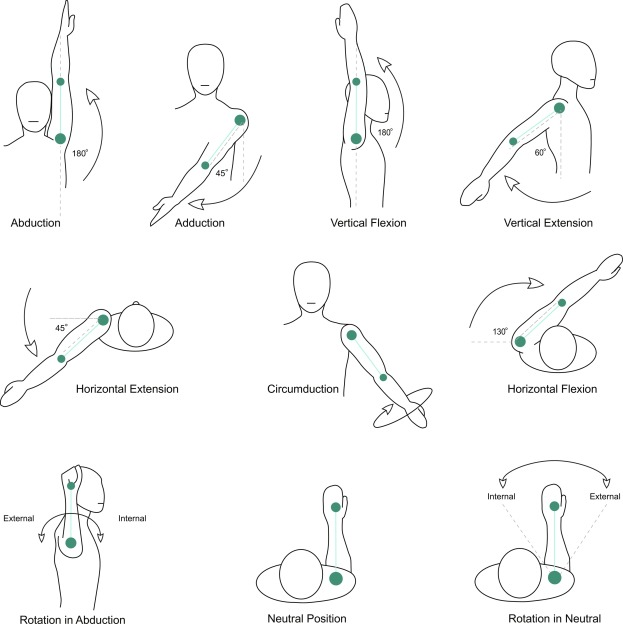 180°
45°
180°
60°
Abduction
Adduction
Vertical Flexion
Vertical Extension
45°
130°
Horizontal Extension
Circumduction
Horizontal Flexion
External
Internal
Internal
External
Rotation in Abduction
Neutral Position
Rotation in Neutral